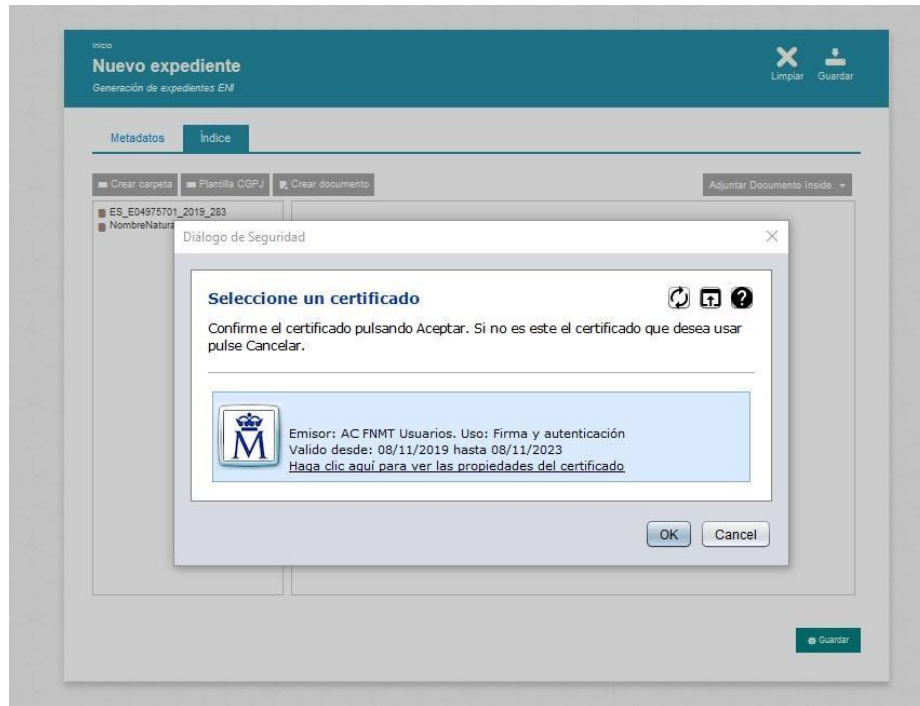 Inicio
Nuevo expediente
Generación de expedientes ENI
Limpiar Guardar
Metadatos Índice
Crear carpeta Plantilla CGPJ Crear documento Adjuntar Documento Inside
ES_E04975701_2019_283
NombreNatura
Diálogo de Seguridad
Seleccione un certificado
Confirme el certificado pulsando Aceptar. Si no es este el certificado que desea usar
pulse Cancelar.
Emisor: AC FNMT Usuarios. Uso: Firma y autenticación
Valido desde: 08/11/2019 hasta 08/11/2023
Haga clic aquí para ver las propiedades del certificado
OK Cancel
Guardar